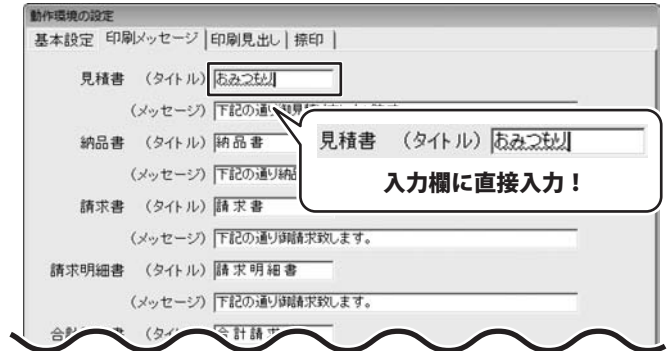 動作環境の設定
基本設定 印刷メッセージ 印刷見出し 捺印
見積書 (タイトル) おみつもり
(メッセージ) 下記の通り
見積書 (タイトル) おみつもり
入力欄に直接入力!
納品書 (タイトル) 納品書
(メッセージ) 下記の通り納品
請求書 (タイトル) 請求書
(メッセージ) 下記の通り御請求致します。
請求明細書 (タイトル) 請求明細書
(メッセージ) 下記の通り御請求致します。